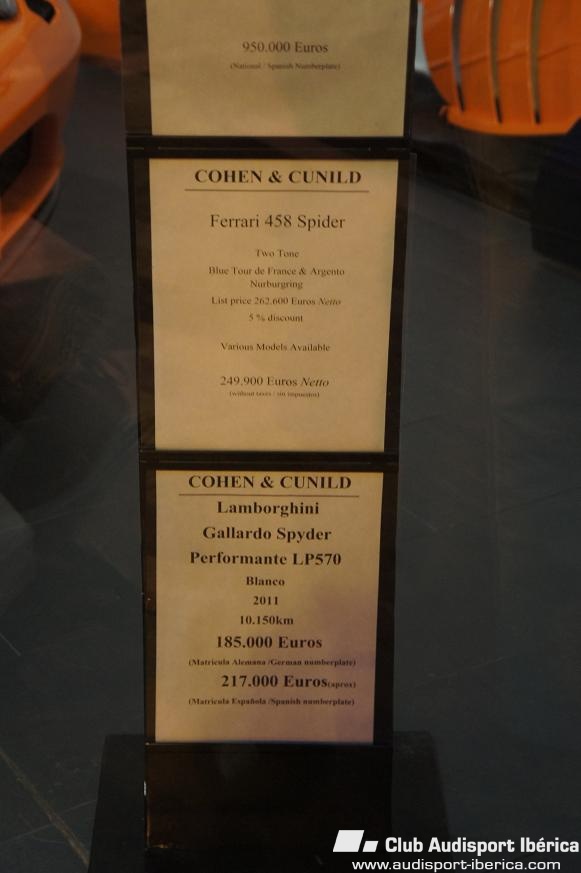 950.000 Euros
(National / Spanish Numberplate)
COHEN & CUNILD
Ferrari 458 Spider
Two Tone
Blue Tour de France & Argento
Nurburgring
List price 262.600 Euros Netto
5 % discount
Various Models Available
249.900 Euros Netto
(without taxes / sin impuestos)
COHEN & CUNILD
Lamborghini
Gallardo Spyder
Performante LP570
Blanco
2011
10.150km
185.000 Euros
(Matricula Alemana /German numberplate)
217.000 Euros(aprox)
(Matricula Española /Spanish numberplate)
Club Audisport Ibérica
www.audisport-iberica.com